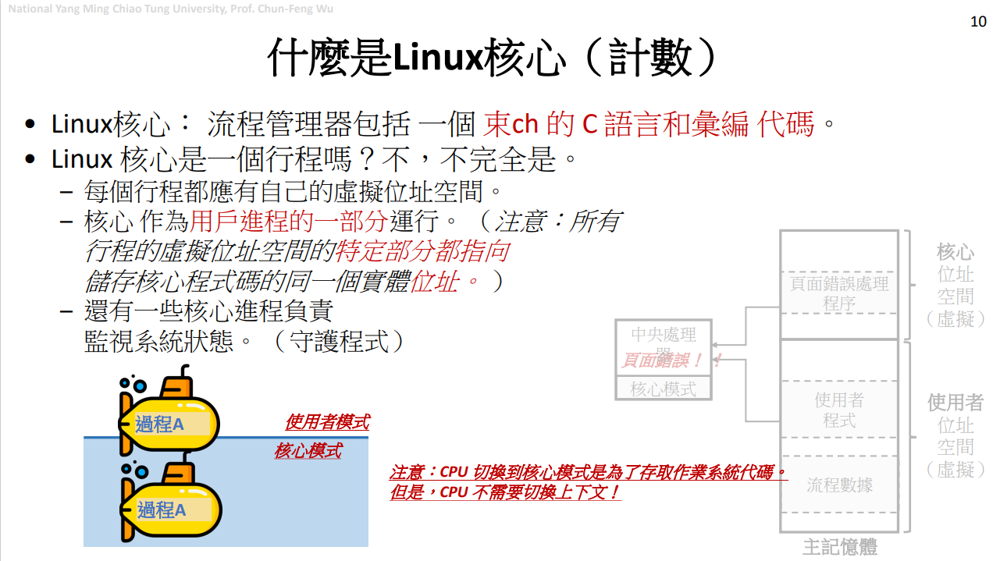 National Yang Ming Chiao Tung University, Prof. Chun-Feng Wu
10
什麼是Linux核心（計數）
• Linux核心： 流程管理器包括 一個 束ch 的 C 語言和彙編 代碼。
• Linux 核心是一個行程嗎？不，不完全是。
– 每個行程都應有自己的虛擬位址空間。
– 核心 作為用戶進程的一部分運行。（注意：所有
行程的虛擬位址空間的特定部分都指向
儲存核心程式碼的同一個實體位址。）
– 還有一些核心進程負責
監視系統狀態。（守護程式）
過程A
使用者模式
核心模式
過程A
注意：CPU 切換到核心模式是為了存取作業系統代碼。
但是，CPU 不需要切換上下文！
中央處理
器
頁面錯誤！！
核心模式
頁面錯誤處理
程序
使用者
程式
流程數據
主記憶體
核心
位址
空間
（虛擬）
使用者
位址
空間
（虛擬）